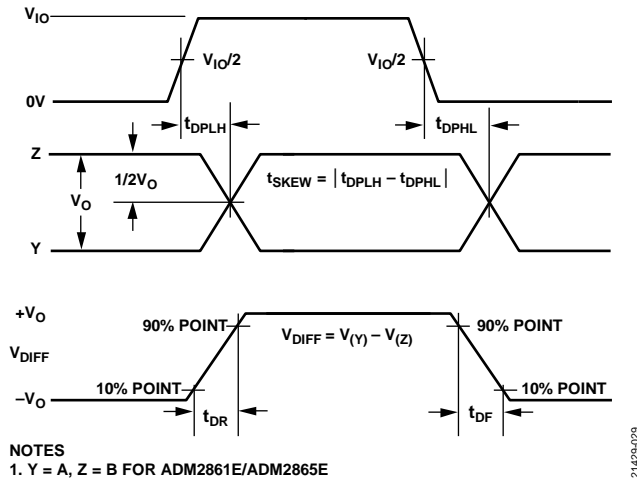 VIO
VIO/2
VIO/2
0V
tDPLH
tDPHL
Z
1/2VO
tSKEW = |tDPLH – tDPHL|
VO
Y
+VO
90% POINT
VDIFF = V(Y) – V(Z)
90% POINT
VDIFF
10% POINT
10% POINT
–VO
tDR
tDF
NOTES
1. Y = A, Z = B FOR ADM2861E/ADM2865E
21429-029